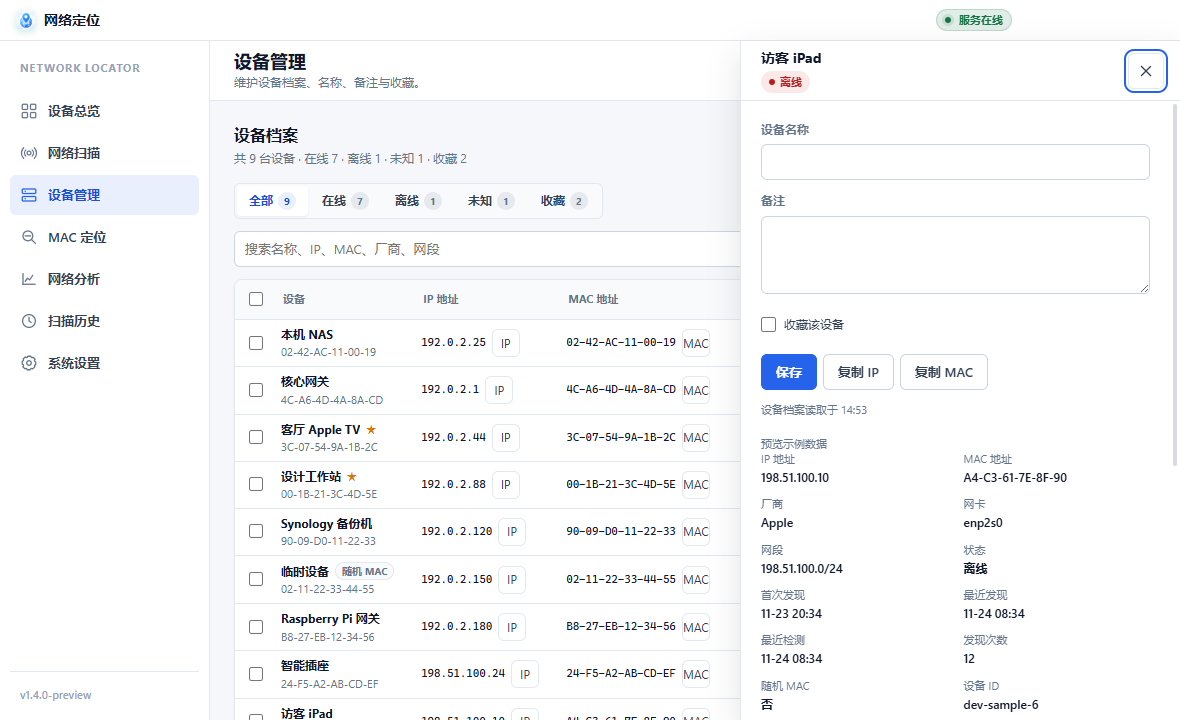 网络定位
服务在线
NETWORK LOCATOR
设备总览
网络扫描
设备管理
MAC 定位
网络分析
扫描历史
系统设置
v1.4.0-preview
设备管理
维护设备档案、名称、备注与收藏。
设备档案
共 9 台设备 · 在线 7 · 离线 1 · 未知 1 · 收藏 2
全部 9 在线 7 离线 1 未知 1 收藏 2
搜索名称、IP、MAC、厂商、网段
设备 IP 地址 MAC 地址
本机 NAS
02-42-AC-11-00-19
192.0.2.25 IP 02-42-AC-11-00-19 MAC
核心网关
4C-A6-4D-4A-8A-CD
192.0.2.1 IP 4C-A6-4D-4A-8A-CD MAC
客厅 Apple TV ★
3C-07-54-9A-1B-2C
192.0.2.44 IP 3C-07-54-9A-1B-2C MAC
设计工作站 ★
00-1B-21-3C-4D-5E
192.0.2.88 IP 00-1B-21-3C-4D-5E MAC
Synology 备份机
90-09-D0-11-22-33
192.0.2.120 IP 90-09-D0-11-22-33 MAC
临时设备 随机 MAC
02-11-22-33-44-55
192.0.2.150 IP 02-11-22-33-44-55 MAC
Raspberry Pi 网关
B8-27-EB-12-34-56
192.0.2.180 IP B8-27-EB-12-34-56 MAC
智能插座
24-F5-A2-AB-CD-EF
198.51.100.24 IP 24-F5-A2-AB-CD-EF MAC
访客 iPad
198.51.100.10 IP A4-C3-61-7E-8F-90 MAC
访客 iPad
离线
设备名称
备注
收藏该设备
保存 复制 IP 复制 MAC
设备档案读取于 14:53
预览示例数据
IP 地址
198.51.100.10
MAC 地址
A4-C3-61-7E-8F-90
厂商
Apple
网卡
enp2s0
网段
198.51.100.0/24
状态
离线
首次发现
11-23 20:34
最近发现
11-24 08:34
最近检测
11-24 08:34
发现次数
12
随机 MAC
否
设备 ID
dev-sample-6